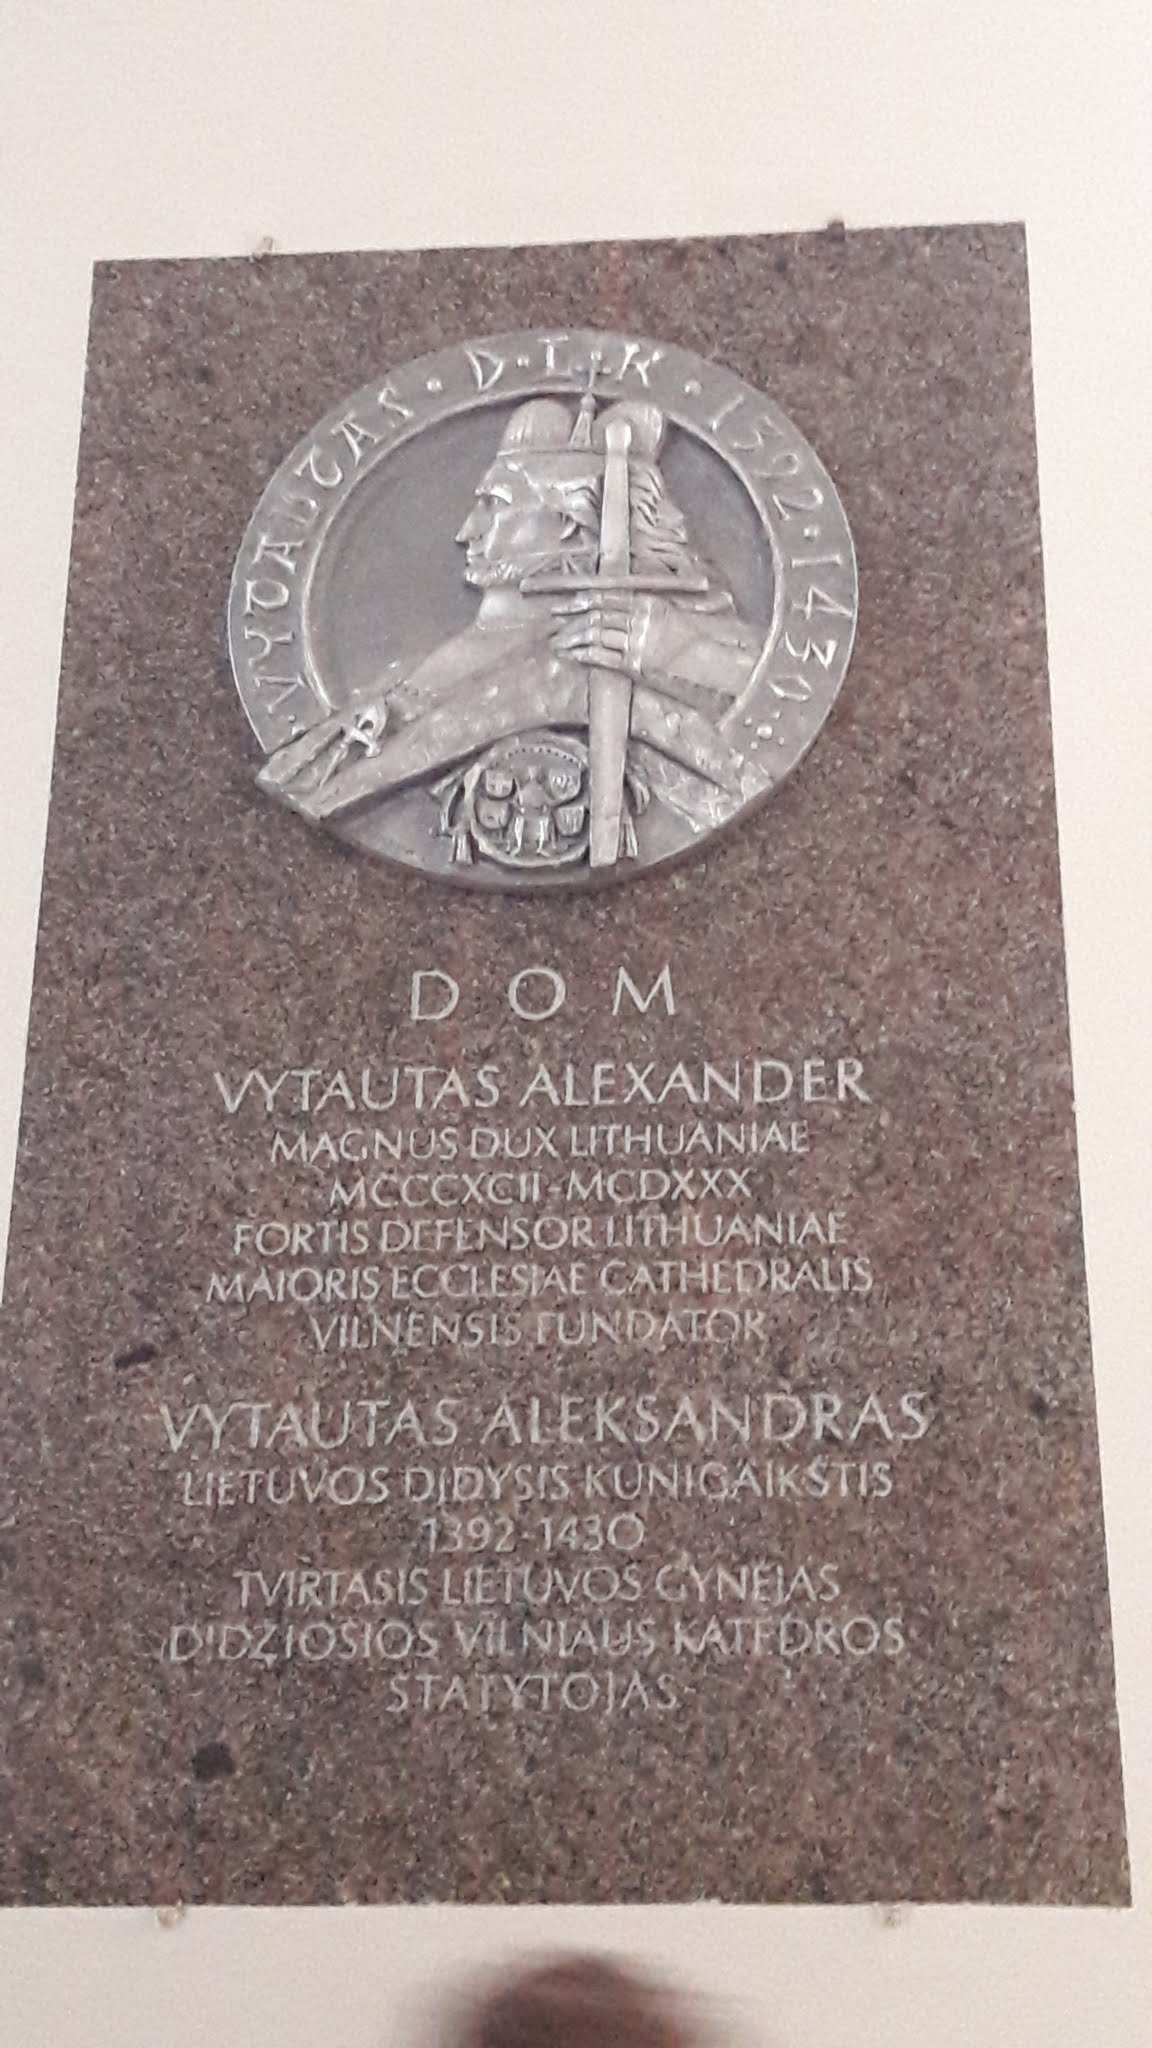 VYTAUTAS · D·L·K · 1392·1430
D O M
VYTAUTAS ALEXANDER
MAGNUS DUX LITHUANIAE
MCCCXCII-MCDXXX
FORTIS DEFENSOR LITHUANIAE
MAIORIS ECCLESIAE CATHEDRALIS
VILNENSIS FUNDATOR
VYTAUTAS ALEKSANDRAS
LIETUVOS DIDYSIS KUNIGAIKŠTIS
1392-1430
TVIRTASIS LIETUVOS GYNĖJAS
DIDŽIOSIOS VILNIAUS KATEDROS
STATYTOJAS